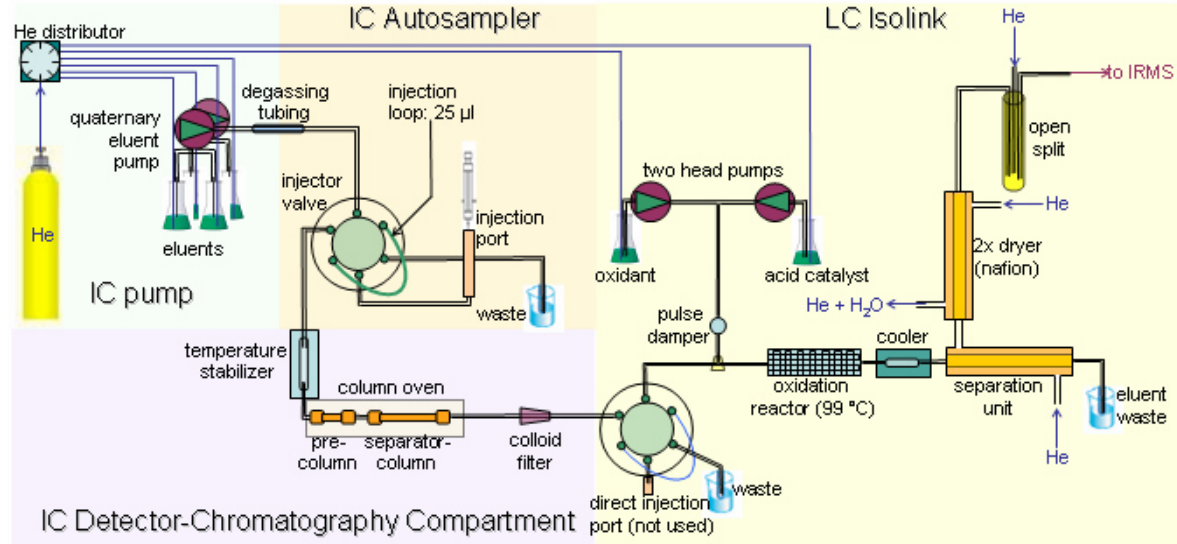 IC Autosampler
LC Isolink
He distributor
He
to IRMS
degassing
tubing
injection
loop: 25 µl
quaternary
eluent
pump
open
split
two head pumps
injector
valve
injection
port
He
He
eluents
oxidant
acid catalyst
2x dryer
(nafion)
IC pump
waste
He + H2O
pulse
damper
cooler
temperature
stabilizer
column oven
oxidation
reactor (99 °C)
separation
unit
eluent
waste
pre-
column
separator-
column
colloid
filter
He
waste
direct injection
port (not used)
IC Detector-Chromatography Compartment